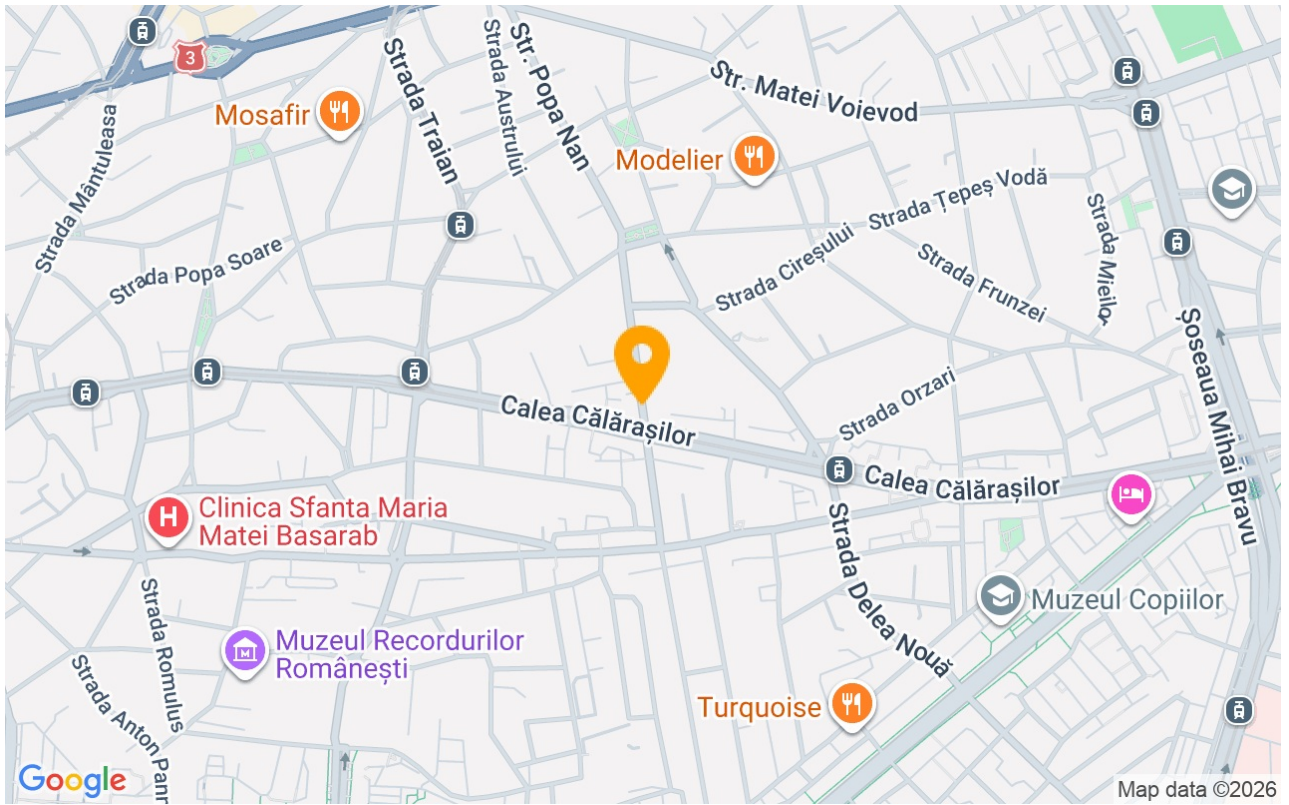 3
Mosafir
Strada Mântuleasa
Strada Traian
Strada Austrului
Str. Popa Nan
Str. Matei Voievod
Modelier
Strada Țepeș Vodă
Strada Cireșului
Strada Frunzei
Strada Mieilor
Strada Popa Soare
Șoseaua Mihai Bravu
Strada Orzari
Calea Călărașilor
Calea Călărașilor
H
Clinica Sfanta Maria
Matei Basarab
Strada Delea Nouă
Muzeul Copiilor
Strada Romulus
M
Muzeul Recordurilor
Românești
Strada Anton Pann
Turquoise
Google
Map data ©2026